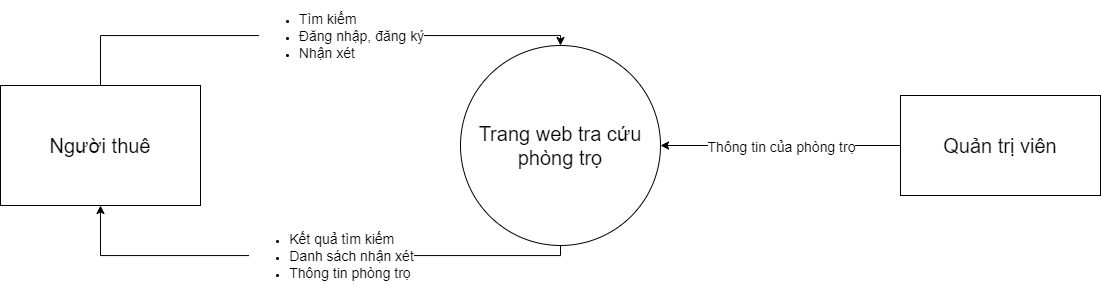 Tìm kiếm
Đăng nhập, đăng ký
Nhận xét
Người thuê
Trang web tra cứu
phòng trọ
Thông tin của phòng trọ
Quản trị viên
Kết quả tìm kiếm
Danh sách nhận xét
Thông tin phòng trọ